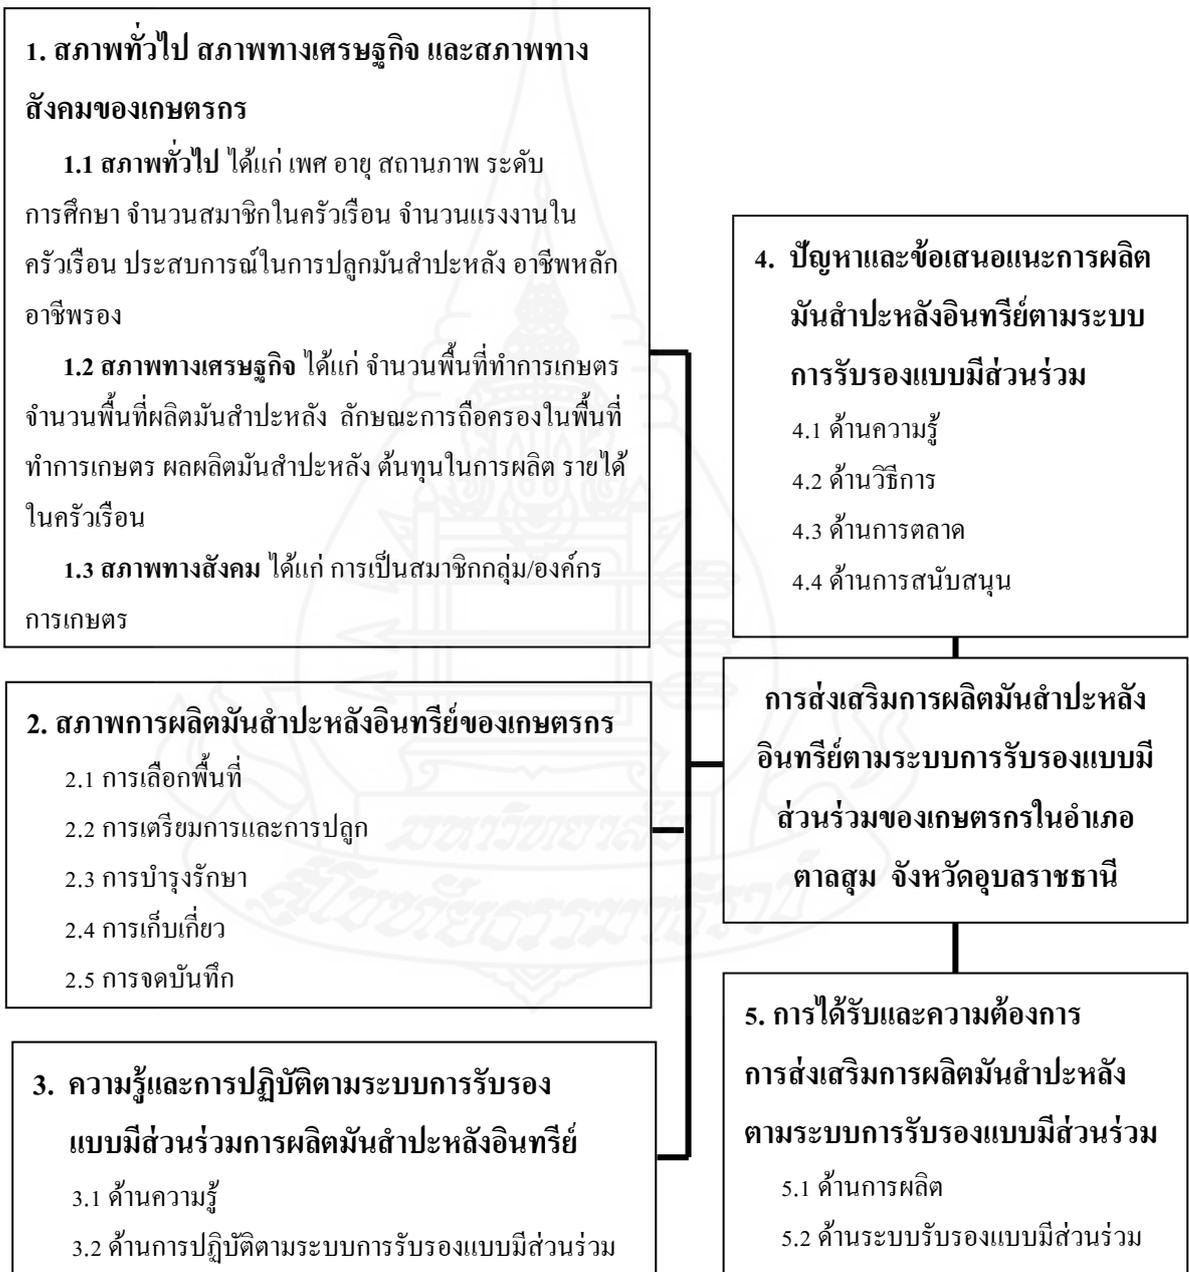 1. สภาพทั่วไป สภาพทางเศรษฐกิจ และสภาพทาง
สังคมของเกษตรกร
1.1 สภาพทั่วไป ได้แก่ เพศ อายุ สถานภาพ ระดับ
การศึกษา จำนวนสมาชิกในครัวเรือน จำนวนแรงงานใน
ครัวเรือน ประสบการณ์ในการปลูกมันสำปะหลัง อาชีพหลัก
อาชีพรอง
1.2 สภาพทางเศรษฐกิจ ได้แก่ จำนวนพื้นที่ทำการเกษตร
จำนวนพื้นที่ผลิตมันสำปะหลัง ลักษณะการถือครองในพื้นที่
ทำการเกษตร ผลผลิตมันสำปะหลัง ต้นทุนในการผลิต รายได้
ในครัวเรือน
1.3 สภาพทางสังคม ได้แก่ การเป็นสมาชิกกลุ่ม/องค์กร
การเกษตร
2. สภาพการผลิตมันสำปะหลังอินทรีย์ของเกษตรกร
2.1 การเลือกพื้นที่
2.2 การเตรียมการและการปลูก
2.3 การบำรุงรักษา
2.4 การเก็บเกี่ยว
2.5 การจดบันทึก
3. ความรู้และการปฏิบัติตามระบบการรับรอง
แบบมีส่วนร่วมการผลิตมันสำปะหลังอินทรีย์
3.1 ด้านความรู้
3.2 ด้านการปฏิบัติตามระบบการรับรองแบบมีส่วนร่วม
4. ปัญหาและข้อเสนอแนะการผลิต
มันสำปะหลังอินทรีย์ตามระบบ
การรับรองแบบมีส่วนร่วม
4.1 ด้านความรู้
4.2 ด้านวิธีการ
4.3 ด้านการตลาด
4.4 ด้านการสนับสนุน
การส่งเสริมการผลิตมันสำปะหลัง
อินทรีย์ตามระบบการรับรองแบบมี
ส่วนร่วมของเกษตรกรในอำเภอ
ตาลสุม จังหวัดอุบลราชธานี
5. การได้รับและความต้องการ
การส่งเสริมการผลิตมันสำปะหลัง
ตามระบบการรับรองแบบมีส่วนร่วม
5.1 ด้านการผลิต
5.2 ด้านระบบรับรองแบบมีส่วนร่วม
มหาวิทยาลัย
สุโขทัยธรรมาธิราช